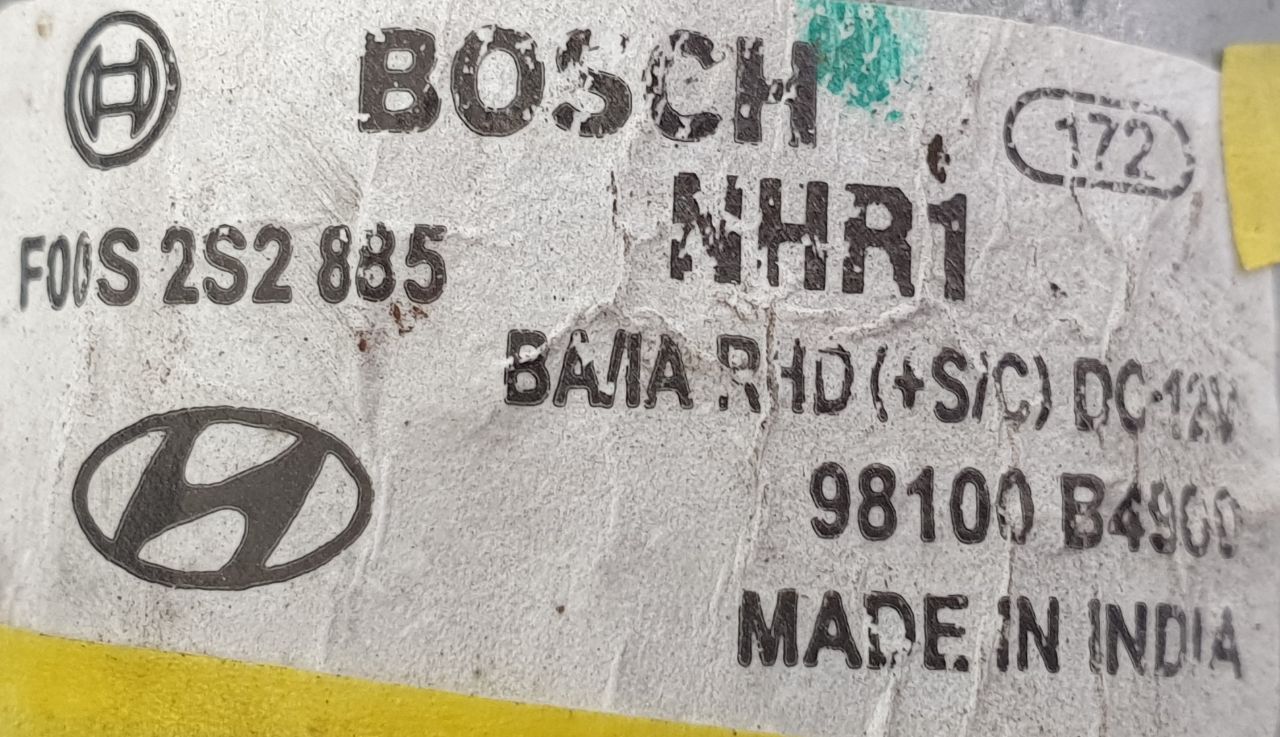 BOSCH
172
NHR1
F00S 2S2 885
BA/IA RHD (+S/C) DC-12V
98100 B4900
MADE IN INDIA